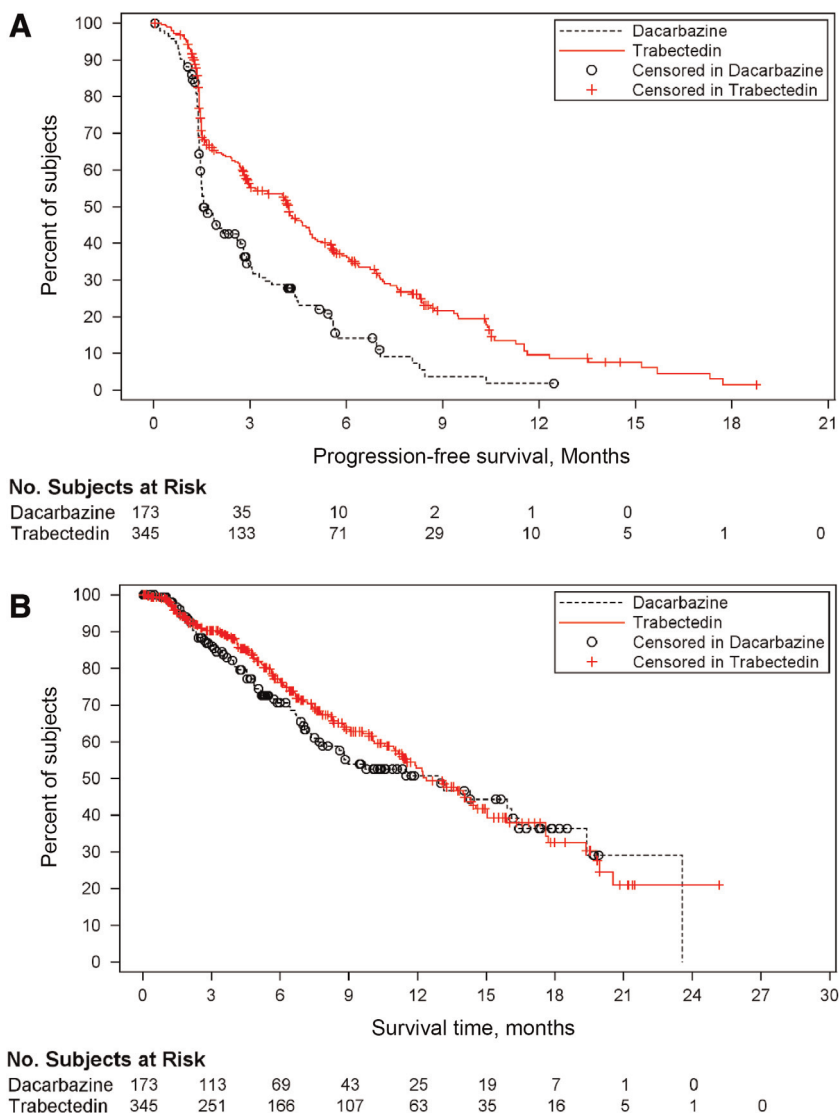 A
100
90
80
70
60
50
40
30
20
10
0
Percent of subjects
Dacarbazine
Trabectedin
Censored in Dacarbazine
Censored in Trabectedin
0 3 6 9 12 15 18 21
Progression-free survival, Months
No. Subjects at Risk
Dacarbazine 173 35 10 2 1 0
Trabectedin 345 133 71 29 10 5 1 0
B
100
90
80
70
60
50
40
30
20
10
0
Percent of subjects
Dacarbazine
Trabectedin
Censored in Dacarbazine
Censored in Trabectedin
0 3 6 9 12 15 18 21 24 27 30
Survival time, months
No. Subjects at Risk
Dacarbazine 173 113 69 43 25 19 7 1 0
Trabectedin 345 251 166 107 63 35 16 5 1 0